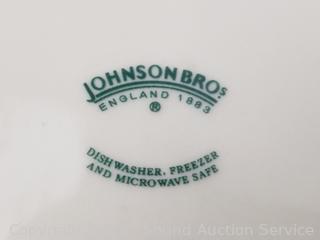 JOHNSON BROS
ENGLAND 1883
®
DISHWASHER, FREEZER
AND MICROWAVE SAFE
Sound Auction Service